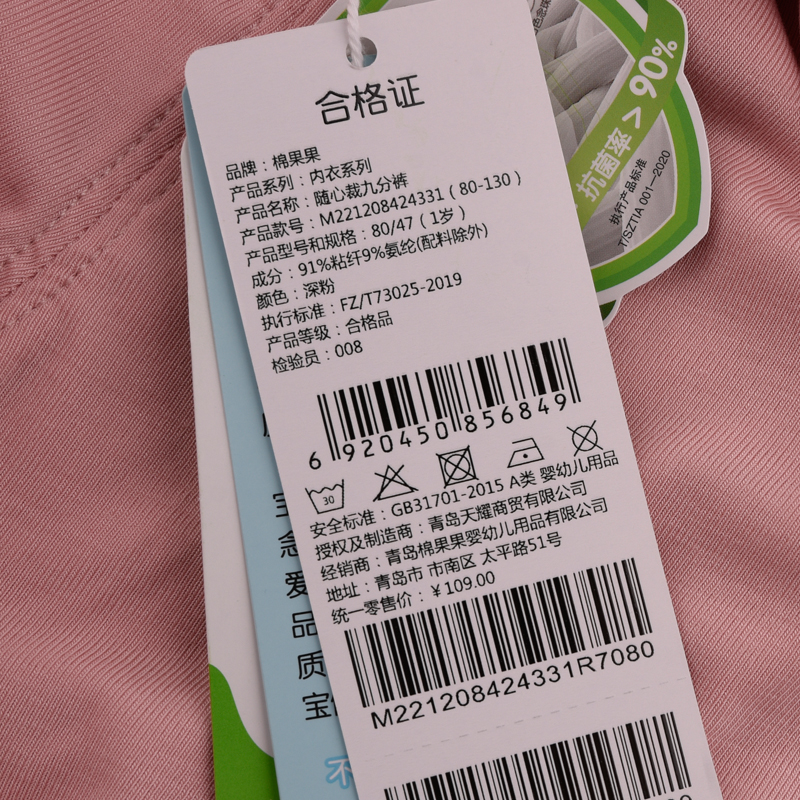 合格证
品牌：棉果果
产品系列：内衣系列
产品名称：随心裁九分裤
产品款号：M221208424331（80-130）
产品型号和规格：80/47（1岁）
成分：91%粘纤9%氨纶(配料除外)
颜色：深粉
执行标准：FZ/T73025-2019
产品等级：合格品
检验员：008
6 920450 856849
30
安全标准：GB31701-2015 A类 婴幼儿用品
授权及制造商：青岛天耀商贸有限公司
经销商：青岛棉果果婴幼儿用品有限公司
地址：青岛市 市南区 太平路51号
统一零售价：￥109.00
M221208424331R7080
抗菌率> 90%
执行产品标准
T/SZTIA 001—2020
念
爱
品
质
宝
不